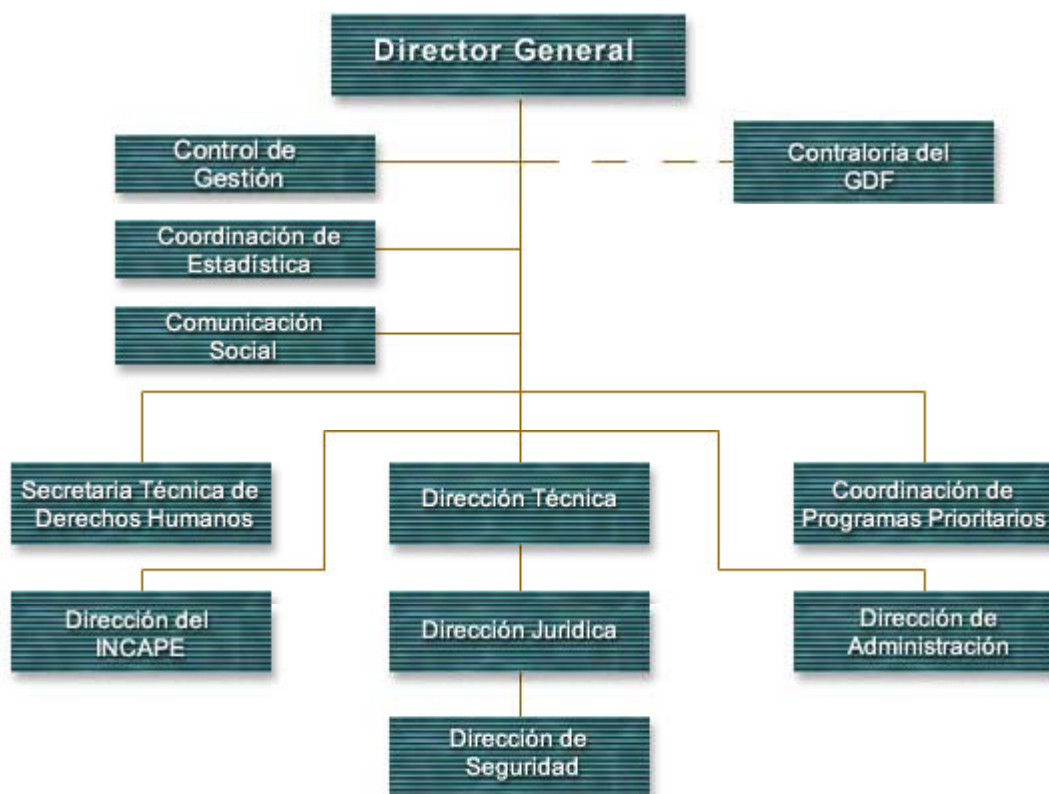 Director General
Control de
Gestión
Contraloría del
GDF
Coordinación de
Estadística
Comunicación
Social
Secretaria Técnica de
Derechos Humanos
Dirección Técnica
Coordinación de
Programas Prioritarios
Dirección del
INCAPE
Dirección Juridica
Dirección de
Administración
Dirección de
Seguridad